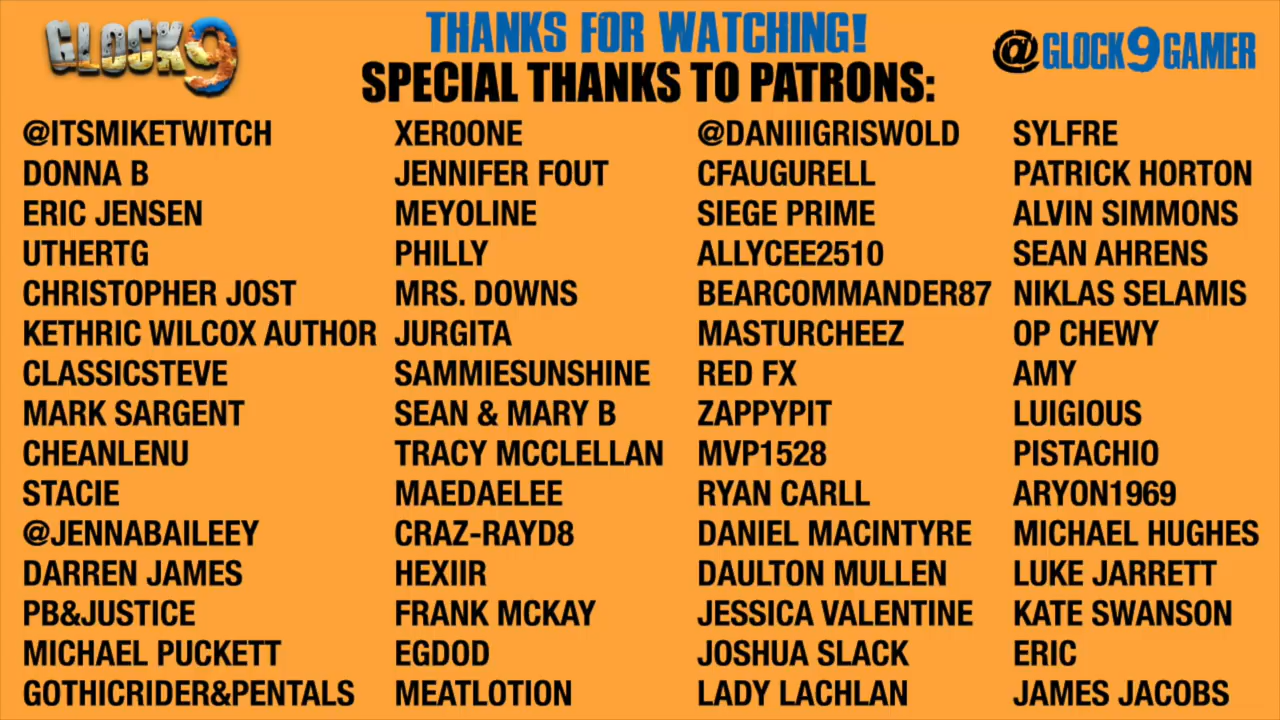 GLOCK9
THANKS FOR WATCHING!
@GLOCK9GAMER
SPECIAL THANKS TO PATRONS:
@ITSMIKETWITCH
DONNA B
ERIC JENSEN
UTHERTG
CHRISTOPHER JOST
KETHRIC WILCOX AUTHOR
CLASSICSTEVE
MARK SARGENT
CHEANLENU
STACIE
@JENNABAILEEY
DARREN JAMES
PB&JUSTICE
MICHAEL PUCKETT
GOTHICRIDER&PENTALS
XER0ONE
JENNIFER FOUT
MEYOLINE
PHILLY
MRS. DOWNS
JURGITA
SAMMIESUNSHINE
SEAN & MARY B
TRACY MCCLELLAN
MAEDAELEE
CRAZ-RAYD8
HEXIIR
FRANK MCKAY
EGDOD
MEATLOTION
@DANIIIGRISWOLD
CFAUGURELL
SIEGE PRIME
ALLYCEE2510
BEARCOMMANDER87
MASTURCHEEZ
RED FX
ZAPPYPIT
MVP1528
RYAN CARLL
DANIEL MACINTYRE
DAULTON MULLEN
JESSICA VALENTINE
JOSHUA SLACK
LADY LACHLAN
SYLFRE
PATRICK HORTON
ALVIN SIMMONS
SEAN AHRENS
NIKLAS SELAMIS
OP CHEWY
AMY
LUIGIOUS
PISTACHIO
ARYON1969
MICHAEL HUGHES
LUKE JARRETT
KATE SWANSON
ERIC
JAMES JACOBS